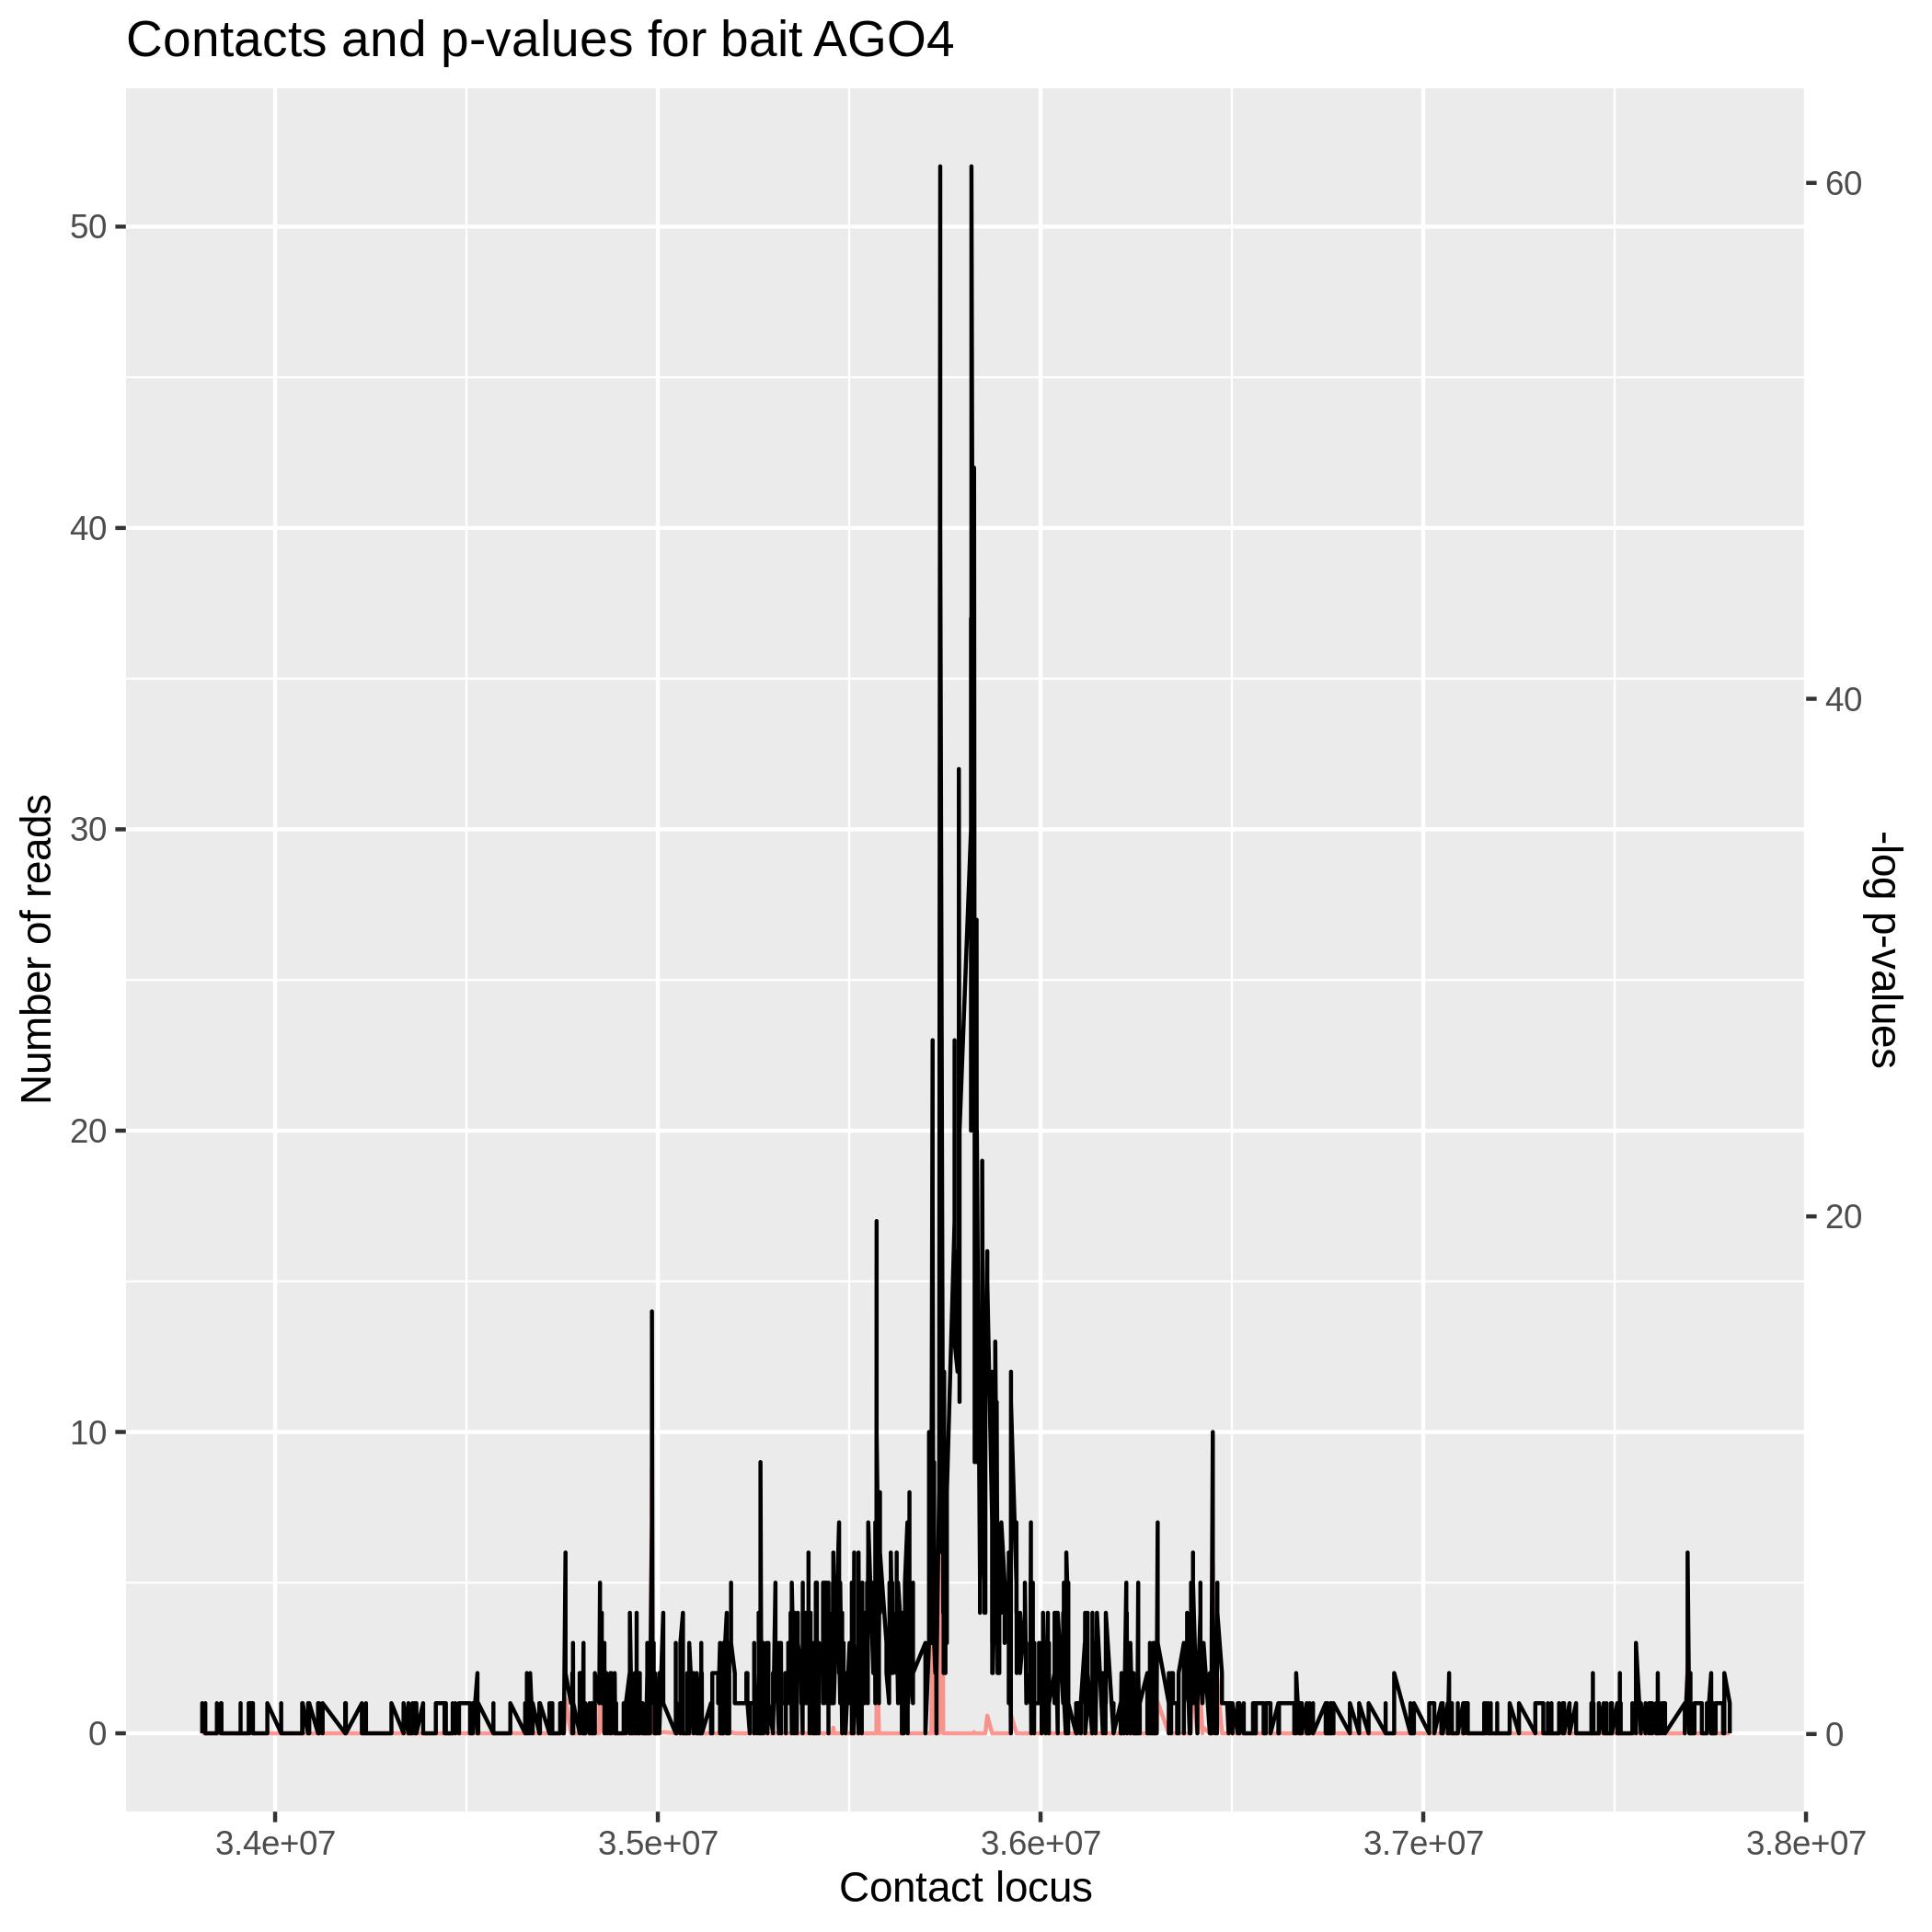 Contacts and p-values for bait AGO4
Number of reads
50
40
30
20
10
0
60
40
20
0
-log p-values
3.4e+07
3.5e+07
3.6e+07
3.7e+07
3.8e+07
Contact locus